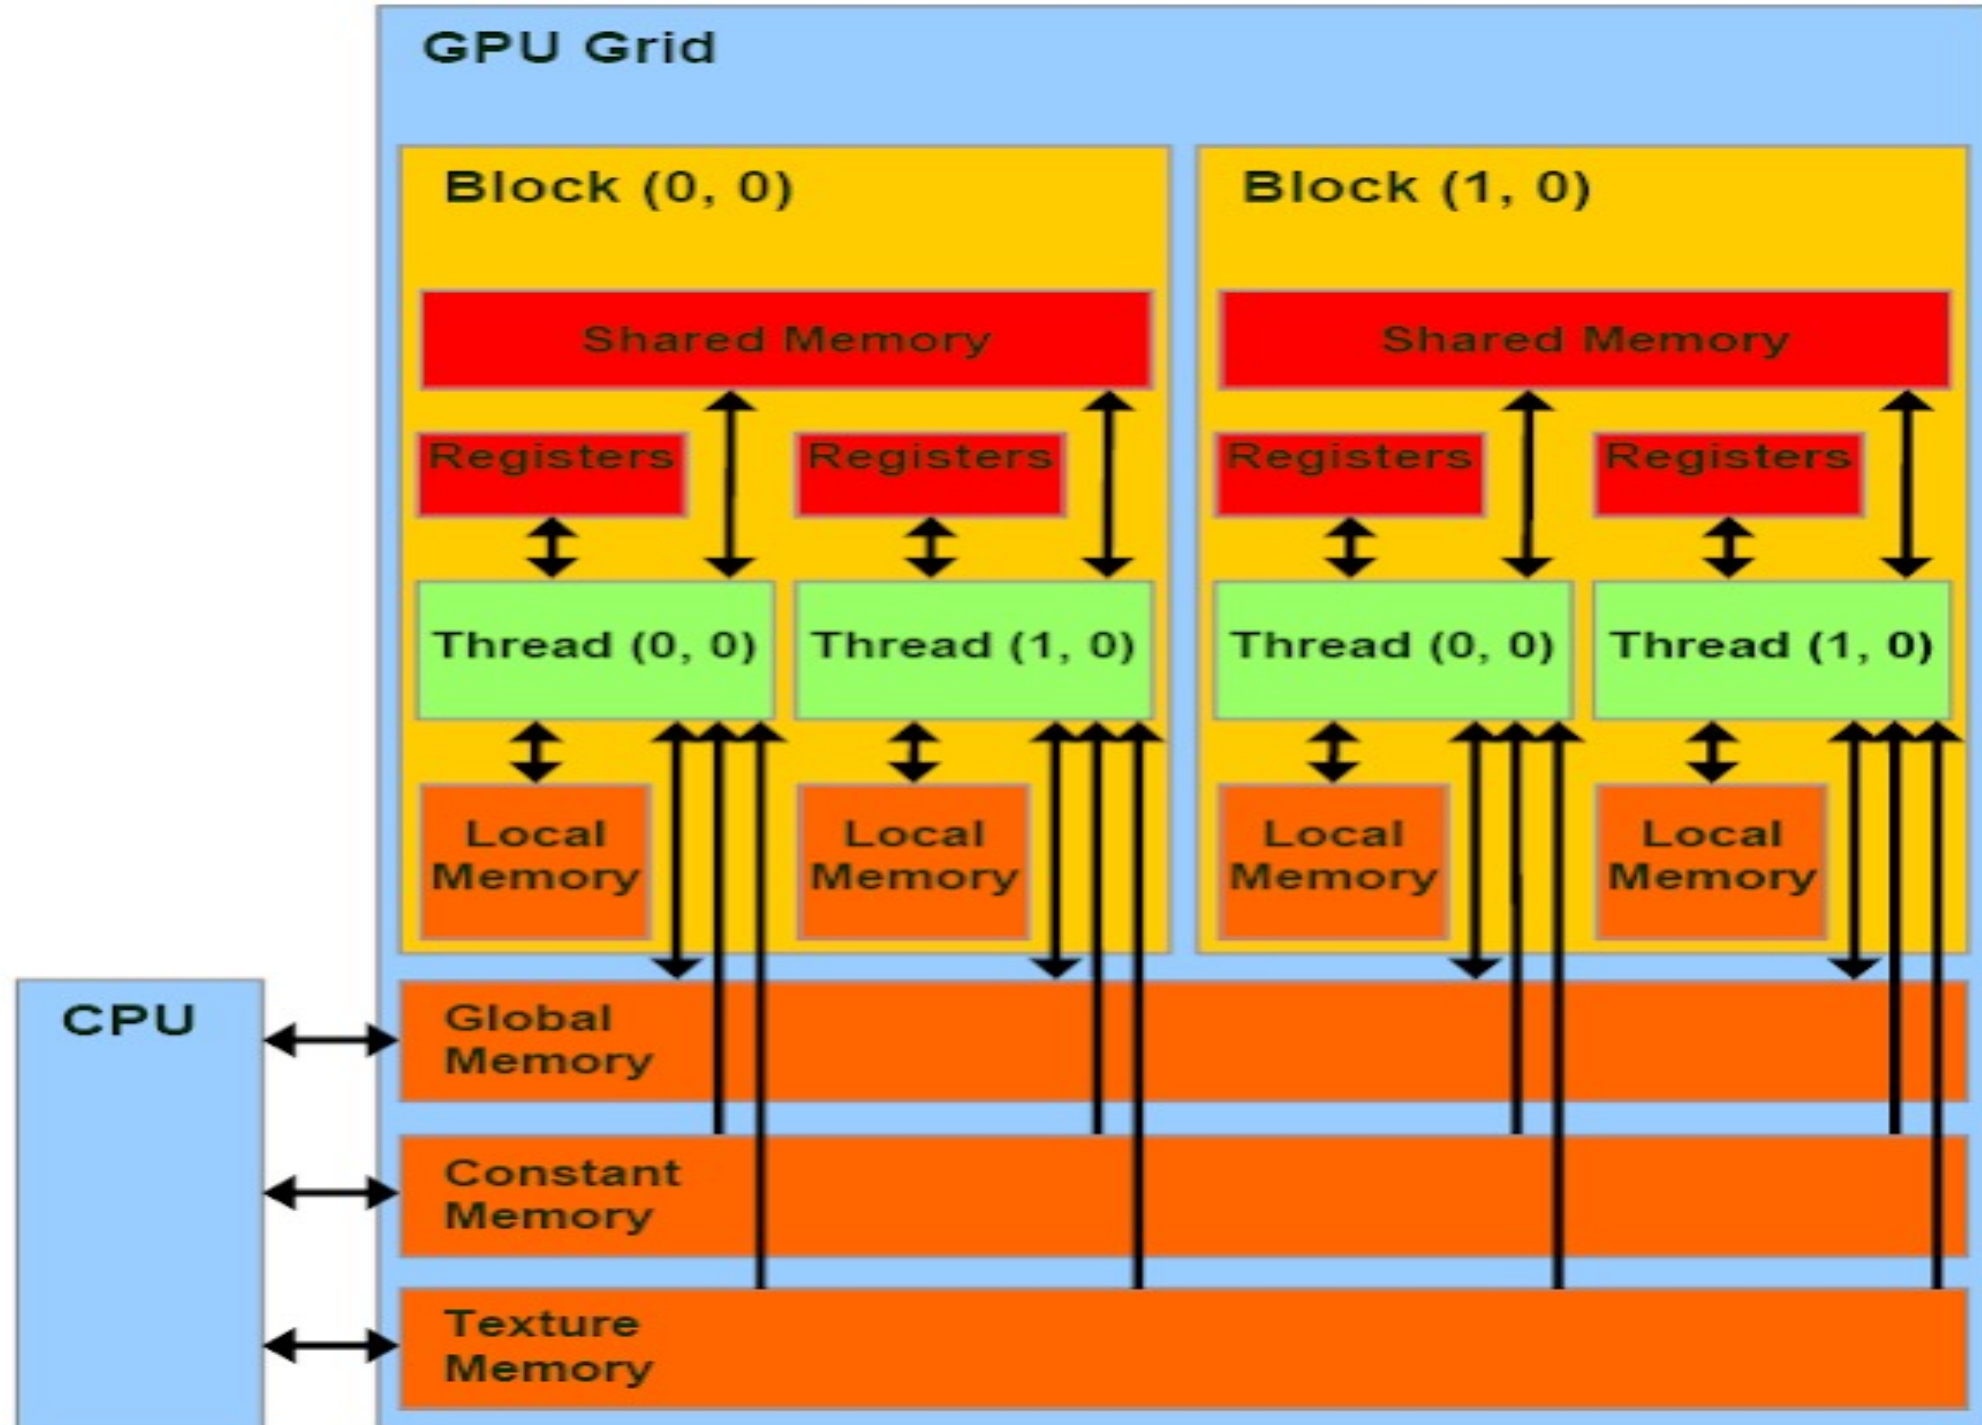 GPU Grid
Block (0, 0)
Block (1, 0)
Shared Memory
Shared Memory
Registers
Registers
Registers
Registers
Thread (0, 0)
Thread (1, 0)
Thread (0, 0)
Thread (1, 0)
Local
Memory
Local
Memory
Local
Memory
Local
Memory
CPU
Global
Memory
Constant
Memory
Texture
Memory